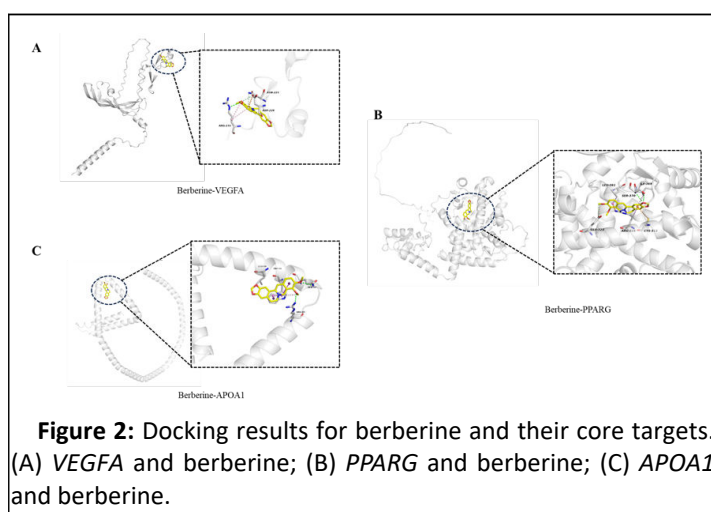 A
Berberine-VEGFA
B
Berberine-PPARG
C
Berberine-APOA1
Figure 2: Docking results for berberine and their core targets.
(A) VEGFA and berberine; (B) PPARG and berberine; (C) APOA1
and berberine.